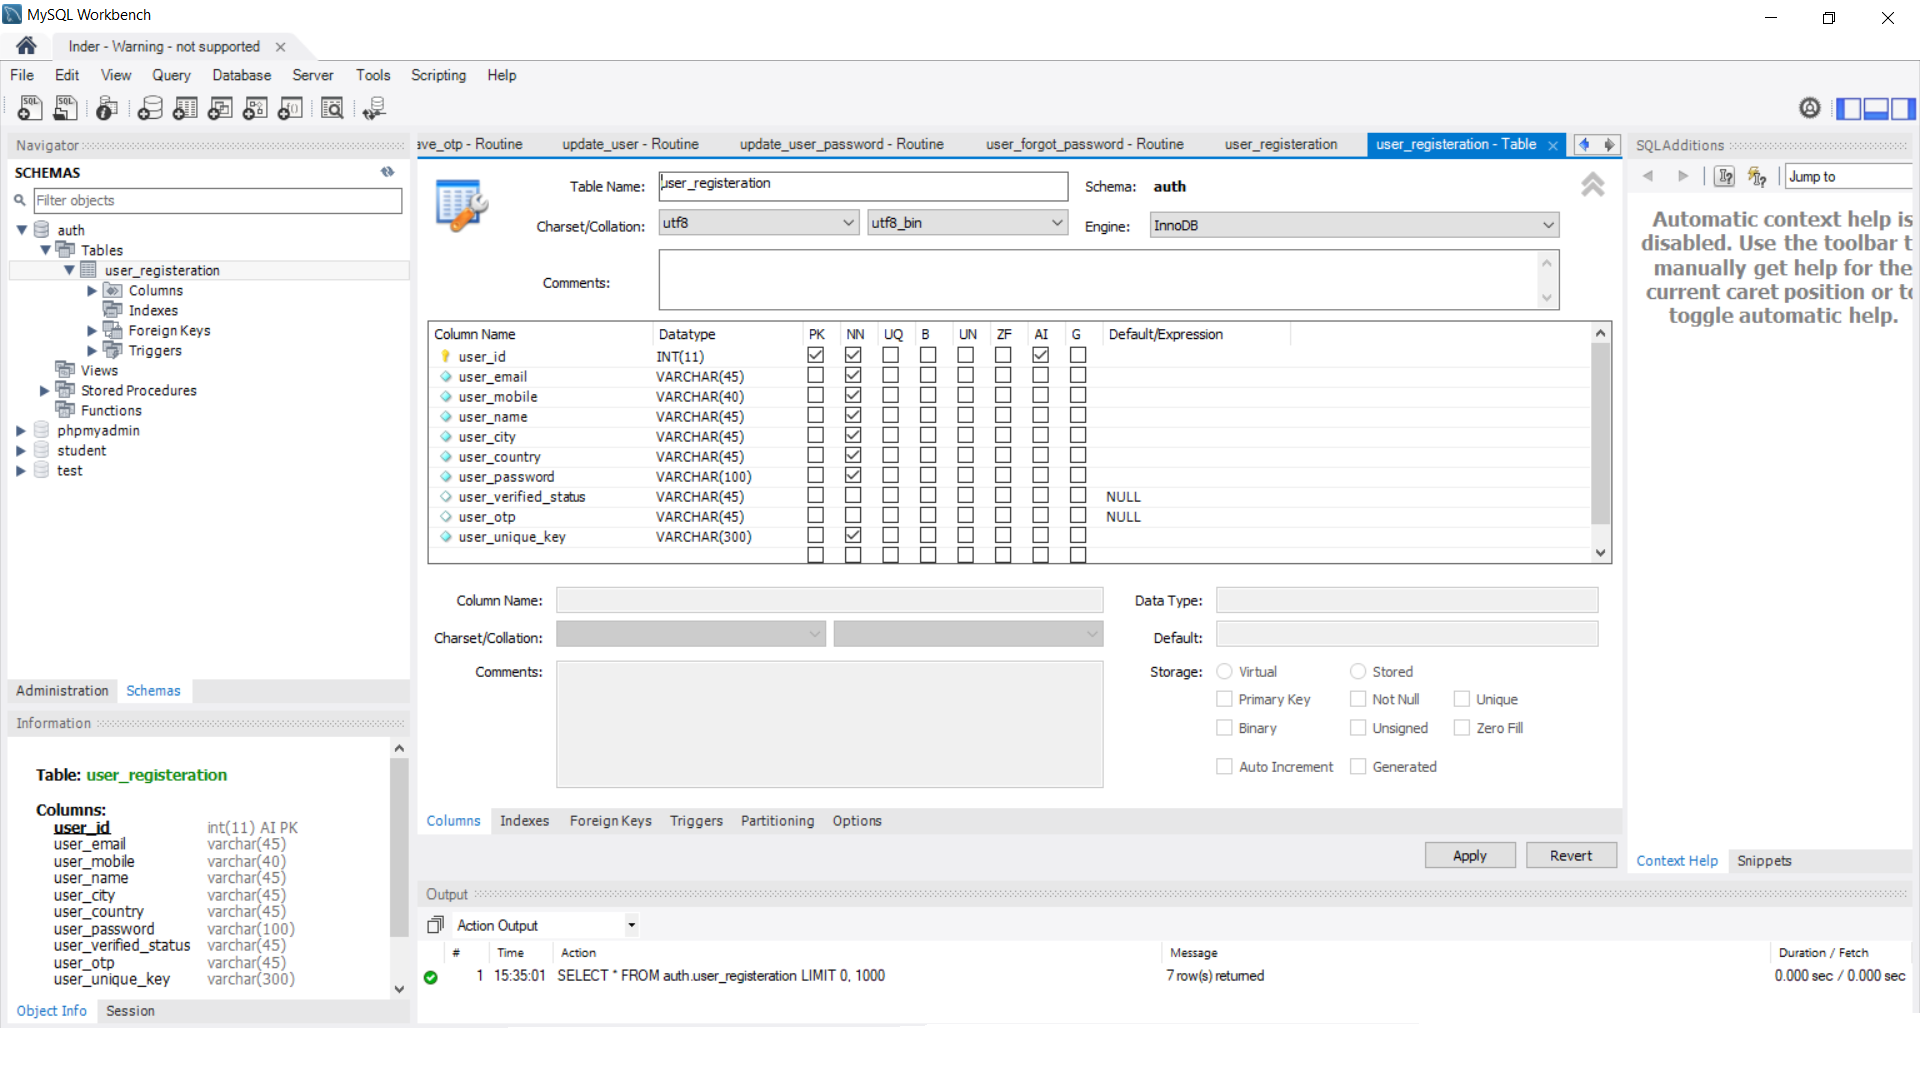 MySQL Workbench
Inder - Warning - not supported
File Edit View Query Database Server Tools Scripting Help
Navigator
SCHEMAS
Filter objects
auth
Tables
user_registeration
Columns
Indexes
Foreign Keys
Triggers
Views
Stored Procedures
Functions
phpmyadmin
student
test
Administration Schemas
Information
Table: user_registeration
Columns:
user_id int(11) AI PK
user_email varchar(45)
user_mobile varchar(40)
user_name varchar(45)
user_city varchar(45)
user_country varchar(45)
user_password varchar(100)
user_verified_status varchar(45)
user_otp varchar(45)
user_unique_key varchar(300)
Object Info Session
ave_otp - Routine update_user - Routine update_user_password - Routine user_forgot_password - Routine user_registeration user_registeration - Table
Table Name: user_registeration Schema: auth
Charset/Collation: utf8 utf8_bin Engine: InnoDB
Comments:
Column Name Datatype PK NN UQ B UN ZF AI G Default/Expression
user_id INT(11)
user_email VARCHAR(45)
user_mobile VARCHAR(40)
user_name VARCHAR(45)
user_city VARCHAR(45)
user_country VARCHAR(45)
user_password VARCHAR(100)
user_verified_status VARCHAR(45) NULL
user_otp VARCHAR(45) NULL
user_unique_key VARCHAR(300)
Column Name: Data Type:
Charset/Collation: Default:
Comments: Storage: Virtual Stored
Primary Key Not Null Unique
Binary Unsigned Zero Fill
Auto Increment Generated
Columns Indexes Foreign Keys Triggers Partitioning Options
Apply Revert
Output
Action Output
# Time Action Message Duration / Fetch
1 15:35:01 SELECT * FROM auth.user_registeration LIMIT 0, 1000 7 row(s) returned 0.000 sec / 0.000 sec
SQLAdditions
Jump to
Automatic context help is
disabled. Use the toolbar t
manually get help for the
current caret position or to
toggle automatic help.
Context Help Snippets